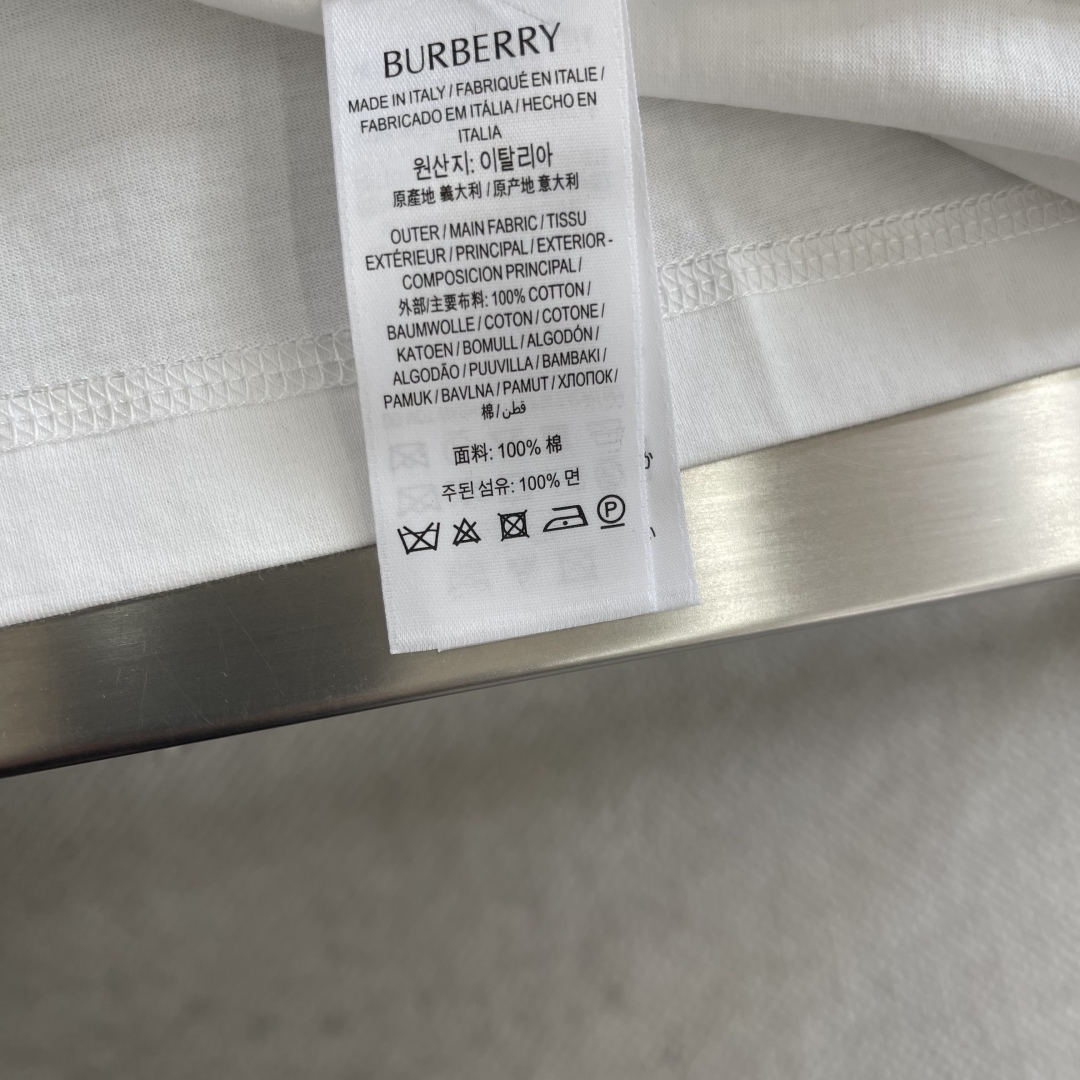 BURBERRY
MADE IN ITALY / FABRIQUÉ EN ITALIE /
FABRICADO EM ITÁLIA / HECHO EN
ITALIA
원산지: 이탈리아
原產地 義大利 / 原产地 意大利
OUTER / MAIN FABRIC / TISSU
EXTÉRIEUR / PRINCIPAL / EXTERIOR -
COMPOSICION PRINCIPAL /
外部/主要布料: 100% COTTON /
BAUMWOLLE / COTON / COTONE /
KATOEN / BOMULL / ALGODÓN /
ALGODÃO / PUUVILLA / BAMBAKI /
PAMUK / BAVLNA / PAMUT / ХЛОПОК /
棉 / قطن
面料: 100% 棉
주된 섬유: 100% 면
P